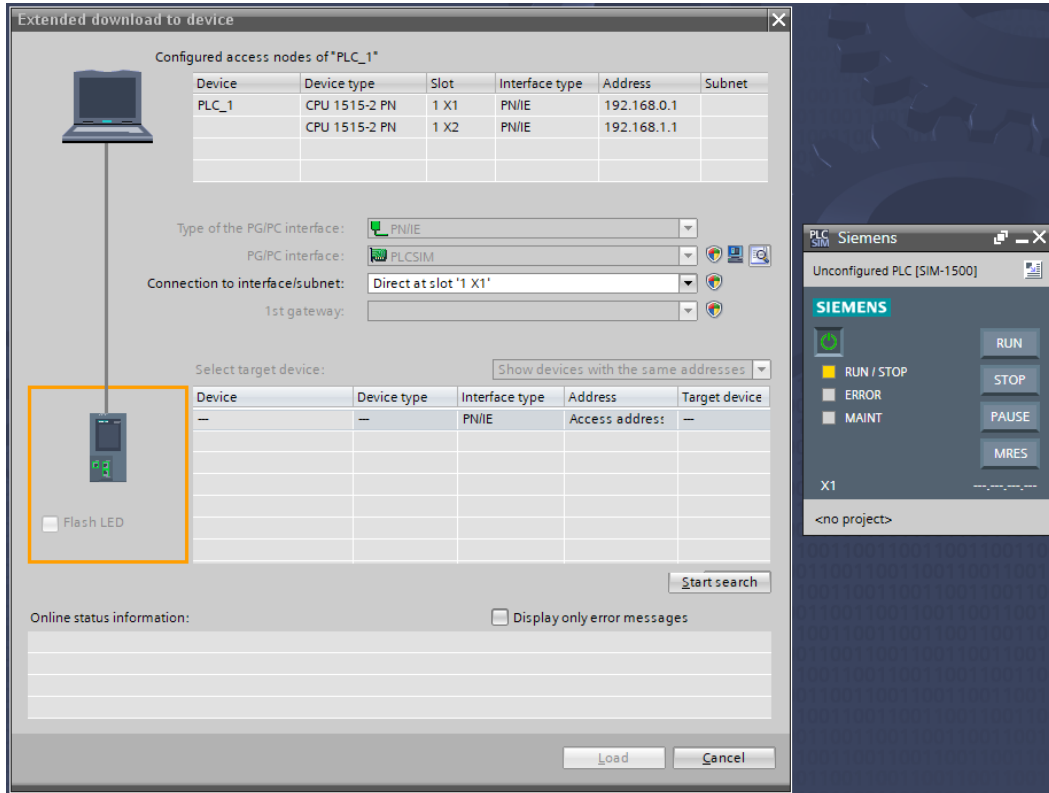 Extended download to device
Configured access nodes of "PLC_1"
Device Device type Slot Interface type Address Subnet
PLC_1 CPU 1515-2 PN 1 X1 PN/IE 192.168.0.1
CPU 1515-2 PN 1 X2 PN/IE 192.168.1.1
Type of the PG/PC interface: PN/IE
PG/PC interface: PLCSIM
Connection to interface/subnet: Direct at slot '1 X1'
1st gateway:
Select target device: Show devices with the same addresses
Device Device type Interface type Address Target device
— — PN/IE Access address —
Flash LED
Start search
Online status information: Display only error messages
Load Cancel
PLC SIM Siemens
Unconfigured PLC [SIM-1500]
SIEMENS
RUN
RUN / STOP
STOP
ERROR
MAINT
PAUSE
MRES
X1 ---.---.---.---
<no project>